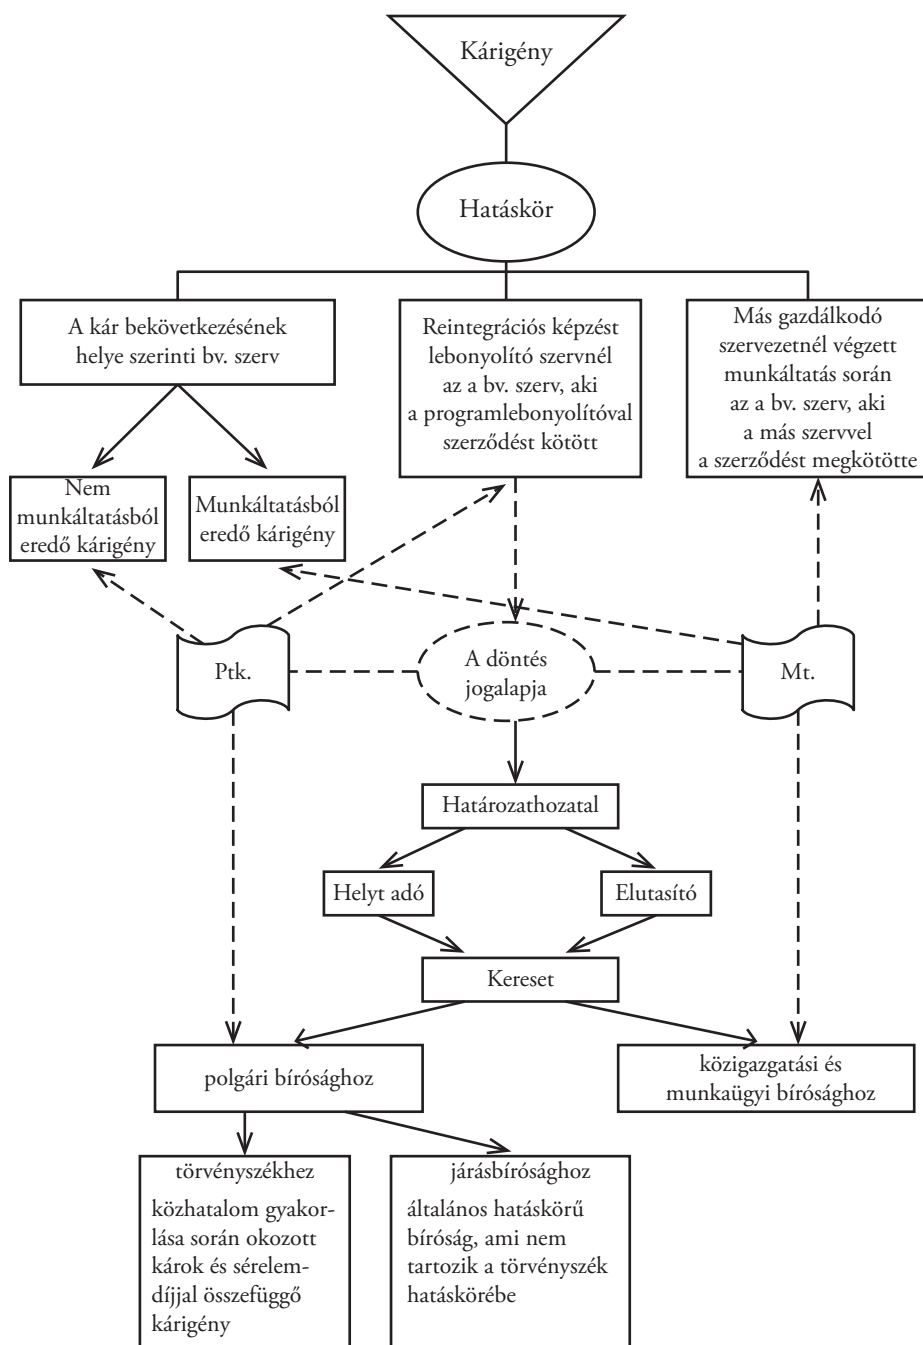 Kárigény
Hatáskör
A kár bekövetkezésének
helye szerinti bv. szerv
Reintegrációs képzést
lebonyolító szervnél
az a bv. szerv, aki
a programlebonyolítóval
szerződést kötött
Más gazdálkodó
szervezetnél végzett
munkáltatás során
az a bv. szerv, aki
a más szervvel
a szerződést megkötötte
Nem
munkáltatásból
eredő kárigény
Munkáltatásból
eredő kárigény
Ptk.
A döntés
jogalapja
Mt.
Határozathozatal
Helyt adó
Elutasító
Kereset
polgári bírósághoz
közigazgatási és
munkaügyi bírósághoz
törvényszékhez
közhatalom gyakor-
lása során okozott
károk és sérelem-
díjjal összefüggő
kárigény
járásbírósághoz
általános hatáskörű
bíróság, ami nem
tartozik a törvényszék
hatáskörébe